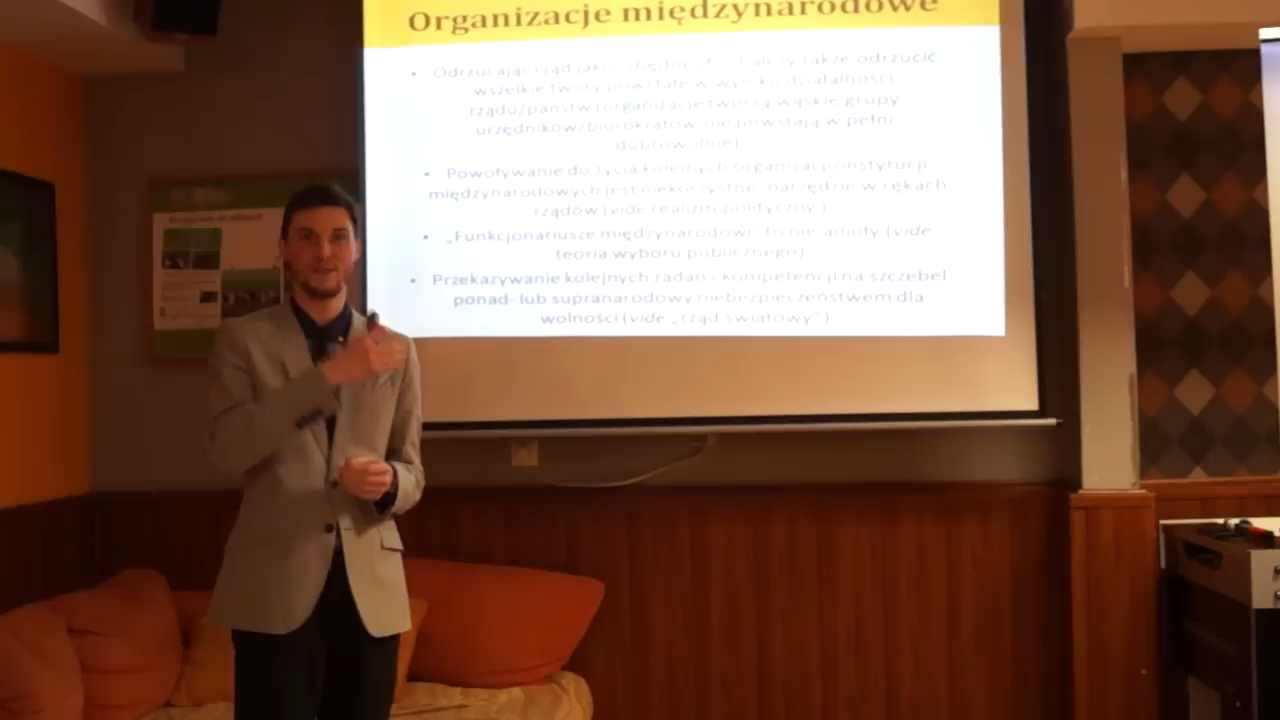 Organizacje międzynarodowe
Odrzucając rząd jako zbędne zło należy także odrzucić
wszelkie twory powstałe w wyniku działalności
rządu/państw (organizacje tworzą wąskie grupy
urzędników/biurokratów, nie powstają w pełni
dobrowolnie)
Powoływanie do życia kolejnych organizacji/instytucji
międzynarodowych jest niekorzystne: narzędzie w rękach
rządów (vide realizm polityczny)
„Funkcjonariusze międzynarodowi" to nie anioły (vide
teoria wyboru publicznego)
Przekazywanie kolejnych zadań i kompetencji na szczebel
ponad- lub supranarodowy niebezpieczeństwem dla
wolności (vide „rząd światowy")